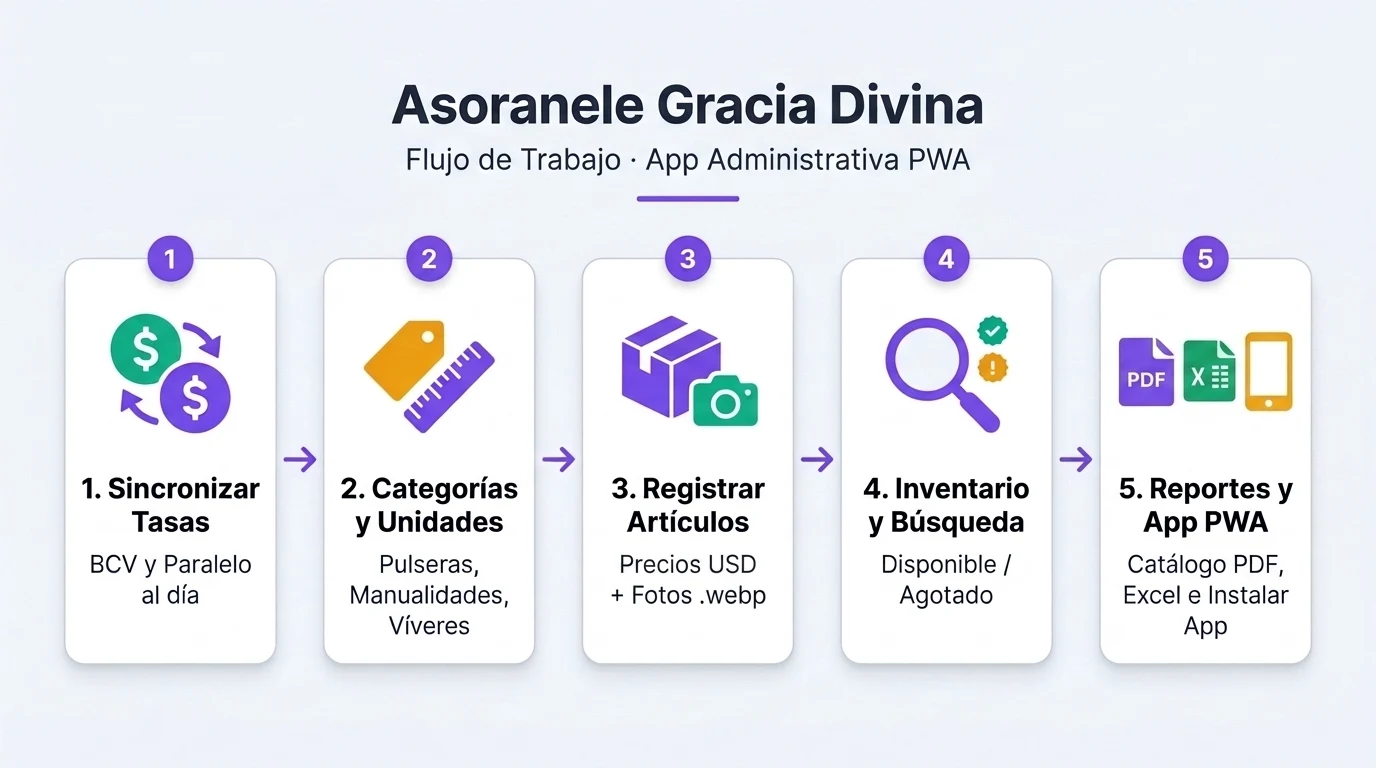 Asoranele Gracia Divina
Flujo de Trabajo · App Administrativa PWA
1
$
$
1. Sincronizar
Tasas
BCV y Paralelo
al día
2
2. Categorías
y Unidades
Pulseras,
Manualidades,
Víveres
3
3. Registrar
Artículos
Precios USD
+ Fotos .webp
4
!
4. Inventario
y Búsqueda
Disponible /
Agotado
5
PDF
X
5. Reportes y
App PWA
Catálogo PDF,
Excel e Instalar
App